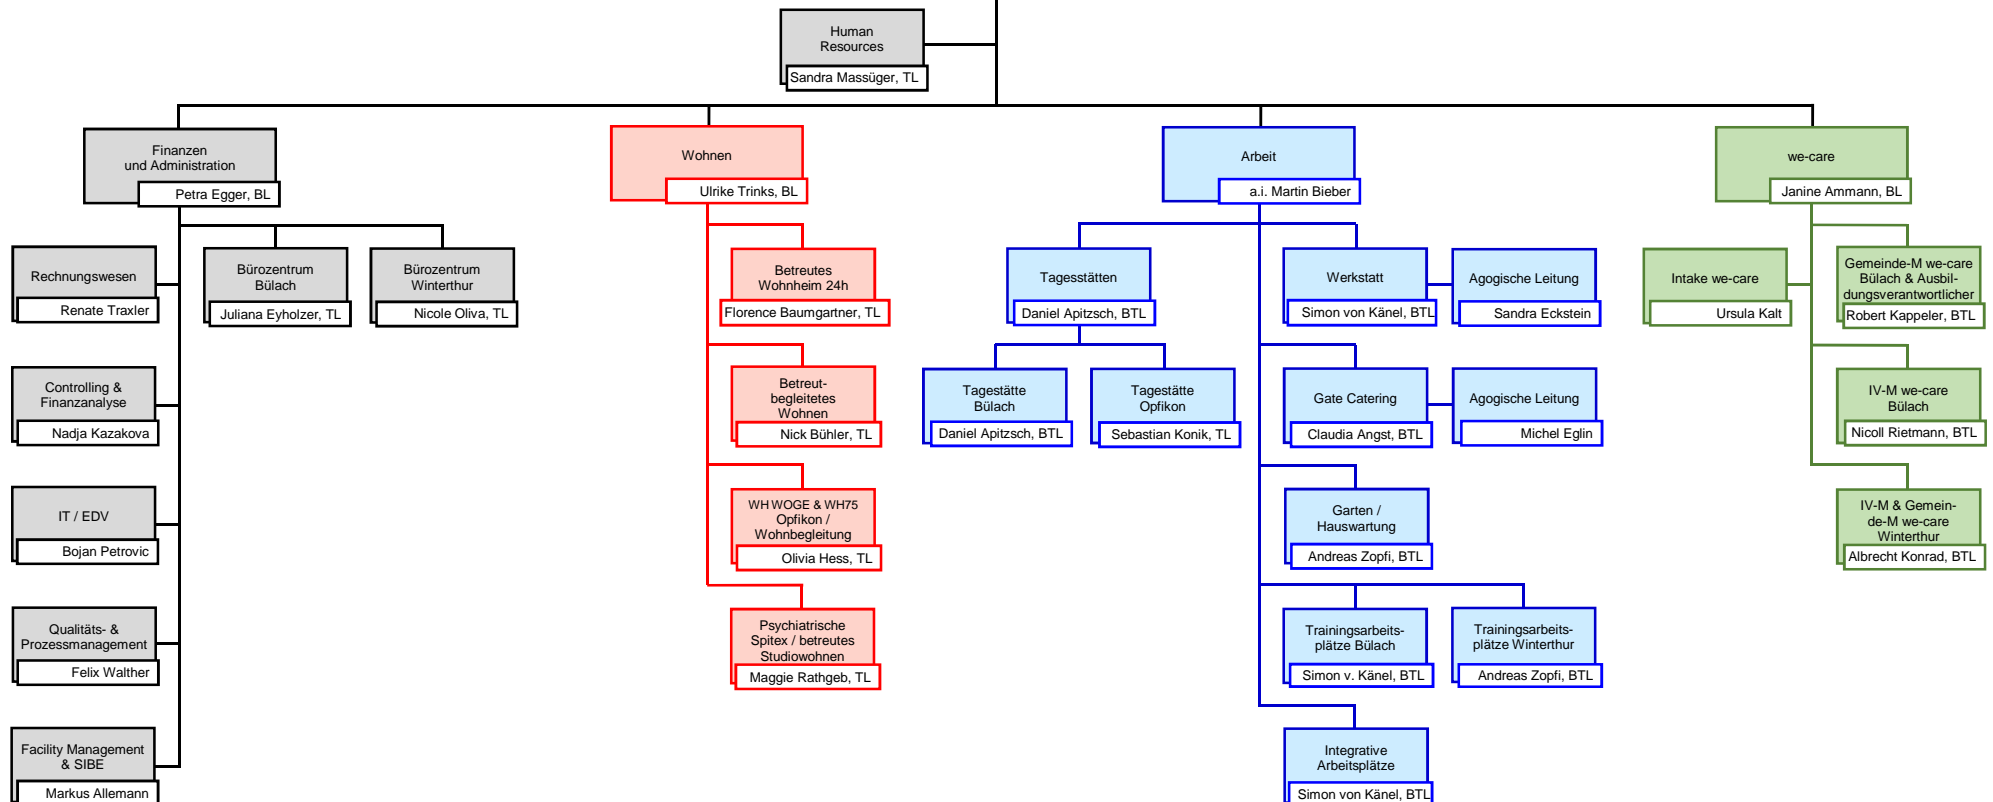 Human
Resources
Sandra Massüger, TL
Finanzen
und Administration
Petra Egger, BL
Wohnen
Ulrike Trinks, BL
Arbeit
a.i. Martin Bieber
we-care
Janine Ammann, BL
Rechnungswesen
Renate Traxler
Bürozentrum
Bülach
Juliana Eyholzer, TL
Bürozentrum
Winterthur
Nicole Oliva, TL
Betreutes
Wohnheim 24h
Florence Baumgartner, TL
Tagesstätten
Daniel Apitzsch, BTL
Werkstatt
Simon von Känel, BTL
Agogische Leitung
Sandra Eckstein
Intake we-care
Ursula Kalt
Gemeinde-M we-care
Bülach & Ausbil-
dungsverantwortlicher
Robert Kappeler, BTL
Controlling &
Finanzanalyse
Nadja Kazakova
Betreut-
begleitetes
Wohnen
Nick Bühler, TL
Tagestätte
Bülach
Daniel Apitzsch, BTL
Tagestätte
Opfikon
Sebastian Konik, TL
Gate Catering
Claudia Angst, BTL
Agogische Leitung
Michel Eglin
IV-M we-care
Bülach
Nicoll Rietmann, BTL
IT / EDV
Bojan Petrovic
WH WOGE & WH75
Opfikon /
Wohnbegleitung
Olivia Hess, TL
Garten /
Hauswartung
Andreas Zopfi, BTL
IV-M & Gemein-
de-M we-care
Winterthur
Albrecht Konrad, BTL
Qualitäts- &
Prozessmanagement
Felix Walther
Psychiatrische
Spitex / betreutes
Studiowohnen
Maggie Rathgeb, TL
Trainingsarbeits-
plätze Bülach
Simon v. Känel, BTL
Trainingsarbeits-
plätze Winterthur
Andreas Zopfi, BTL
Facility Management
& SIBE
Markus Allemann
Integrative
Arbeitsplätze
Simon von Känel, BTL